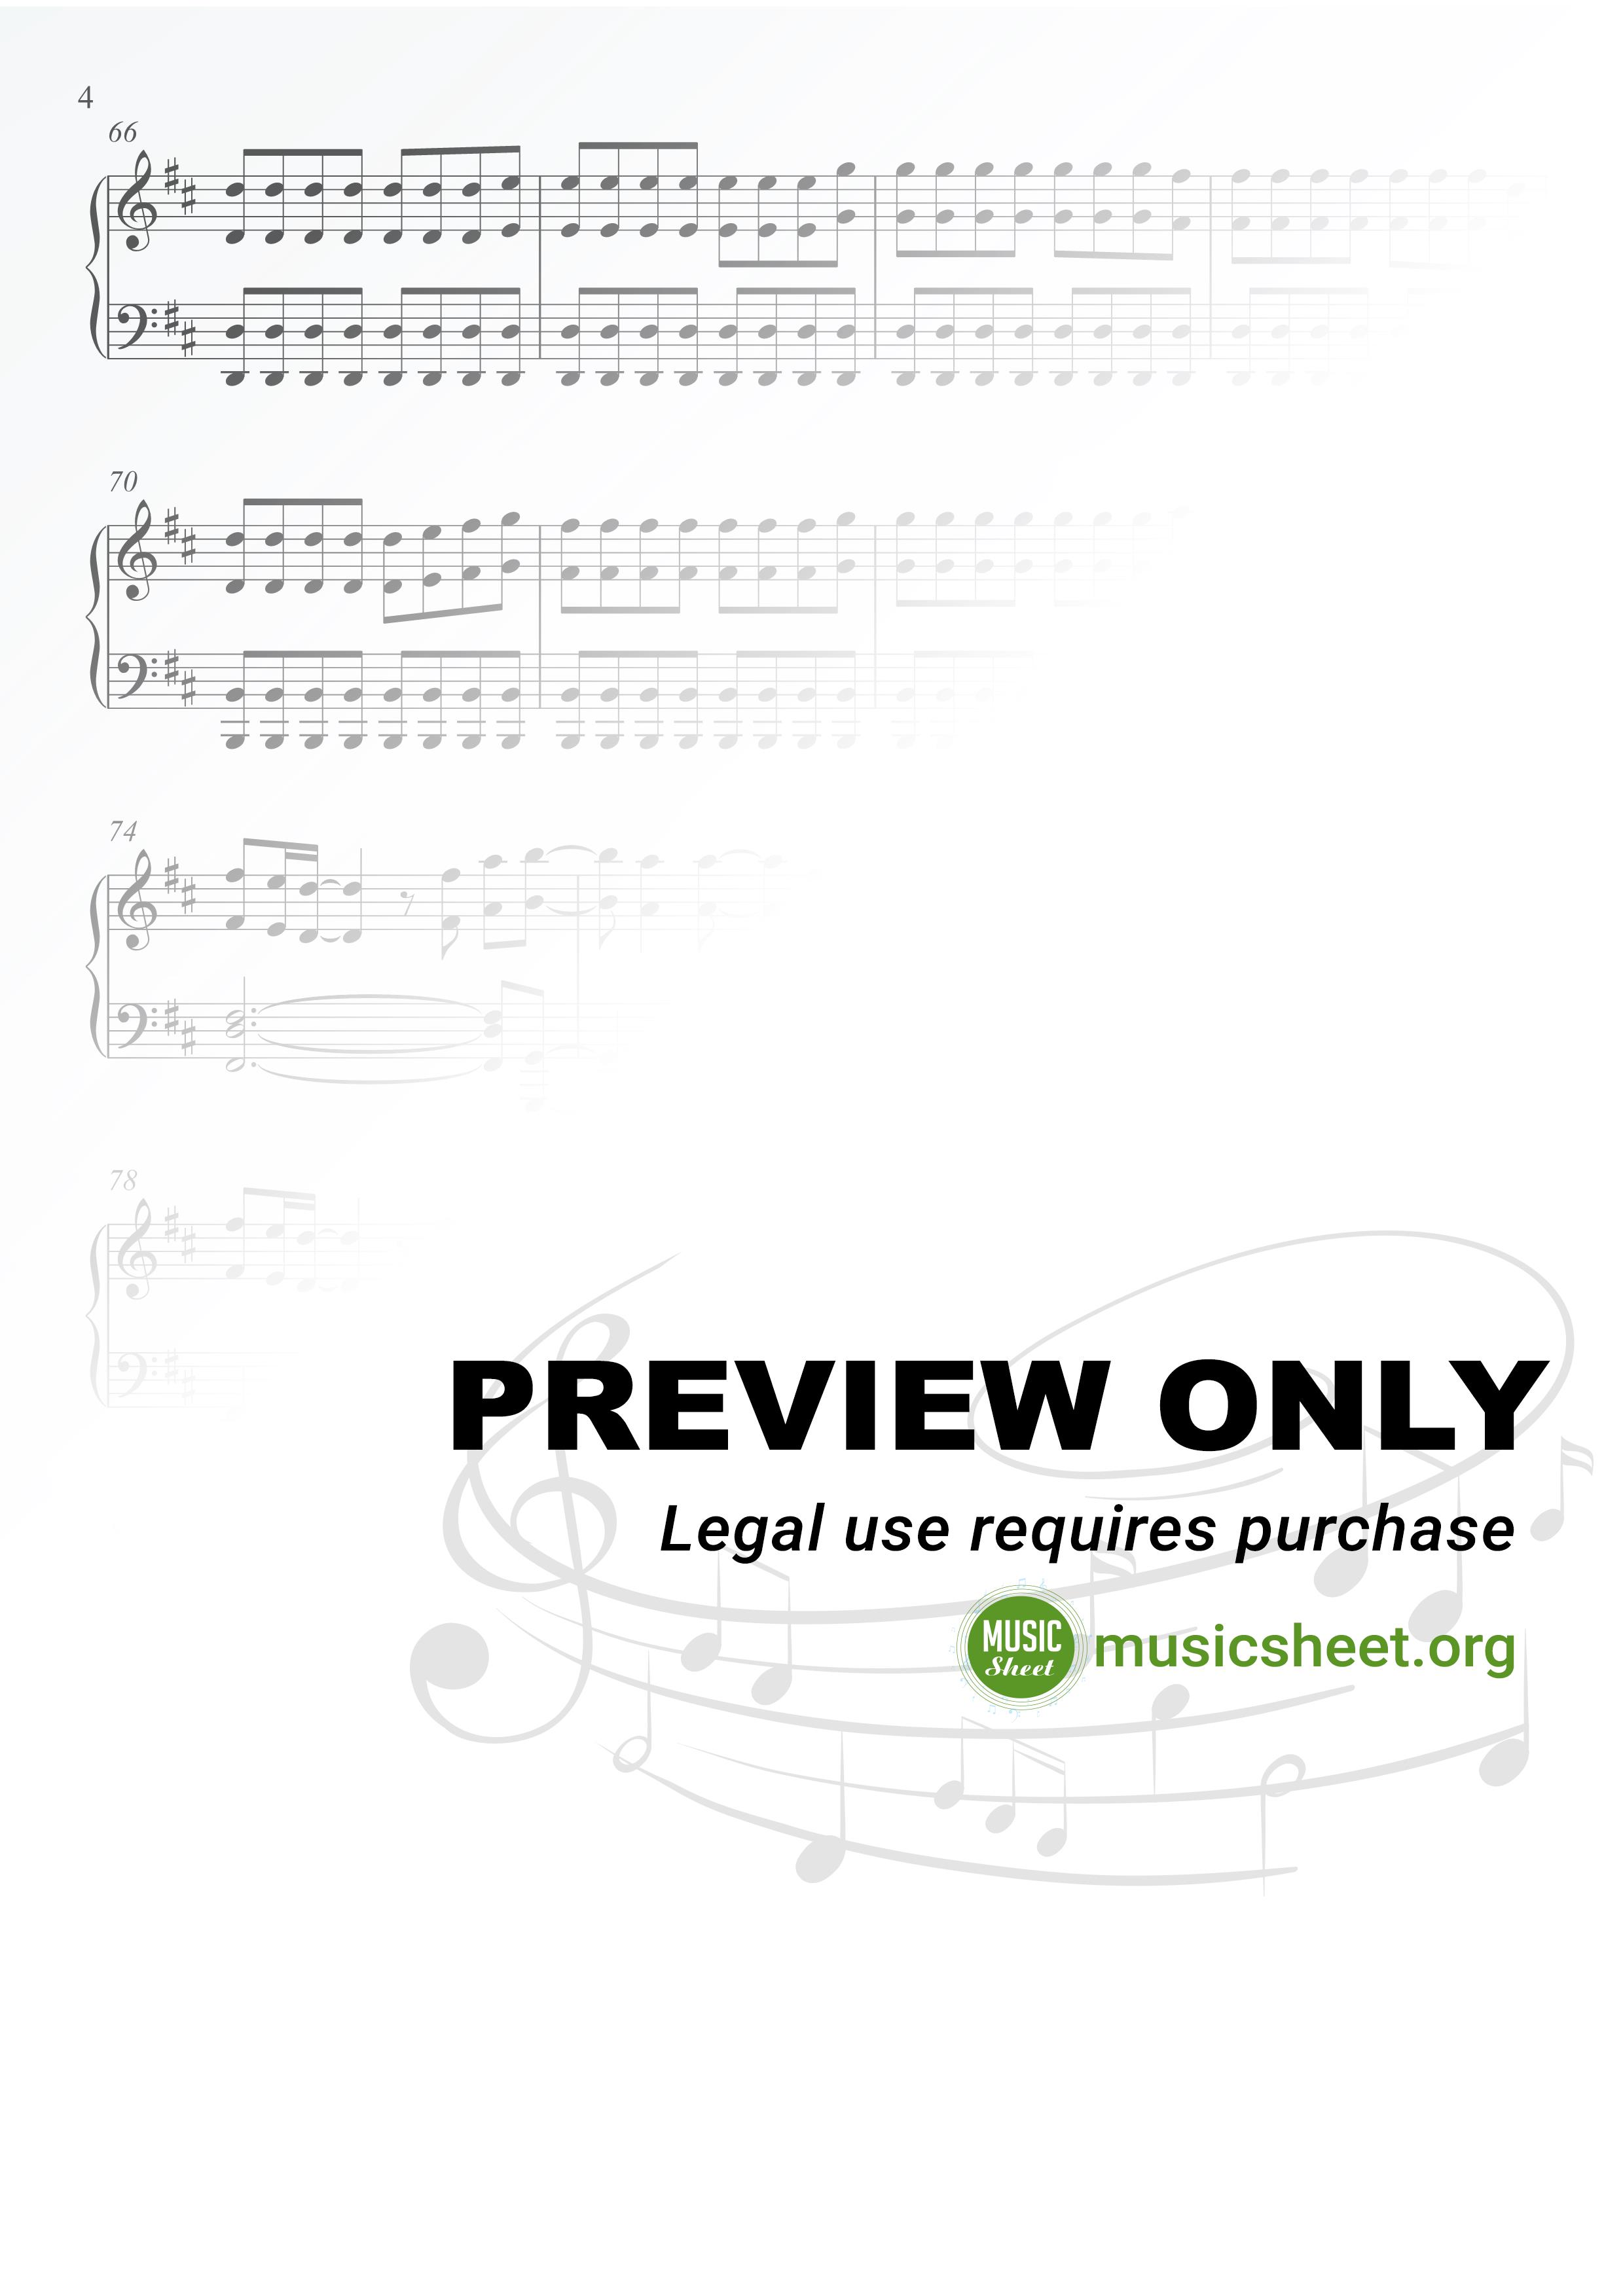 4
66
70
74
78
PREVIEW ONLY
Legal use requires purchase
MUSIC
Sheet
musicsheet.org